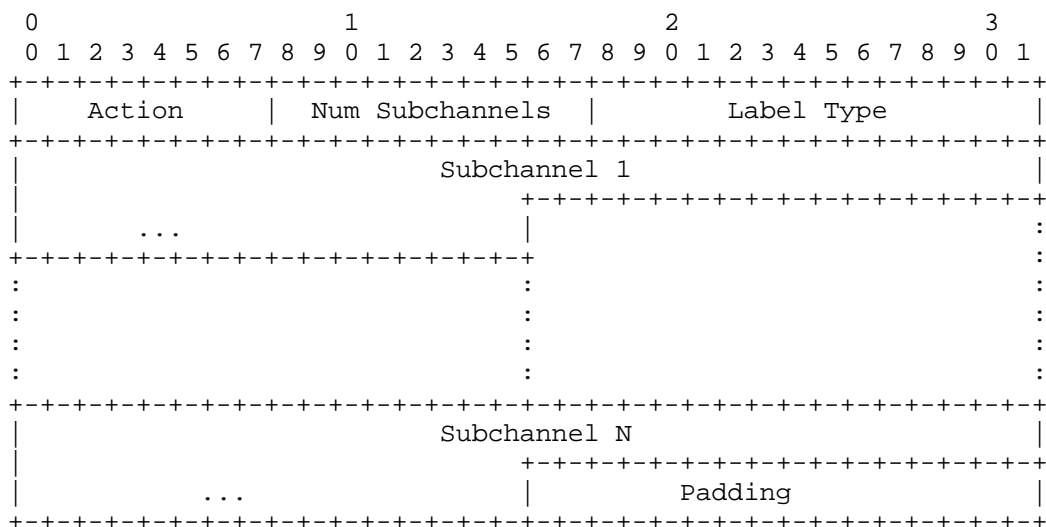 0                   1                   2                   3
 0 1 2 3 4 5 6 7 8 9 0 1 2 3 4 5 6 7 8 9 0 1 2 3 4 5 6 7 8 9 0 1
+-+-+-+-+-+-+-+-+-+-+-+-+-+-+-+-+-+-+-+-+-+-+-+-+-+-+-+-+-+-+-+-+
|    Action     |  Num Subchannels  |        Label Type         |
+-+-+-+-+-+-+-+-+-+-+-+-+-+-+-+-+-+-+-+-+-+-+-+-+-+-+-+-+-+-+-+-+
|                          Subchannel 1                         |
|                               +-+-+-+-+-+-+-+-+-+-+-+-+-+-+-+-+
|       ...                     |                               :
+-+-+-+-+-+-+-+-+-+-+-+-+-+-+-+-+                               :
:                               :                               :
:                               :                               :
:                               :                               :
:                               :                               :
+-+-+-+-+-+-+-+-+-+-+-+-+-+-+-+-+-+-+-+-+-+-+-+-+-+-+-+-+-+-+-+-+
|                          Subchannel N                         |
|                               +-+-+-+-+-+-+-+-+-+-+-+-+-+-+-+-+
|           ...                 |         Padding               |
+-+-+-+-+-+-+-+-+-+-+-+-+-+-+-+-+-+-+-+-+-+-+-+-+-+-+-+-+-+-+-+-+